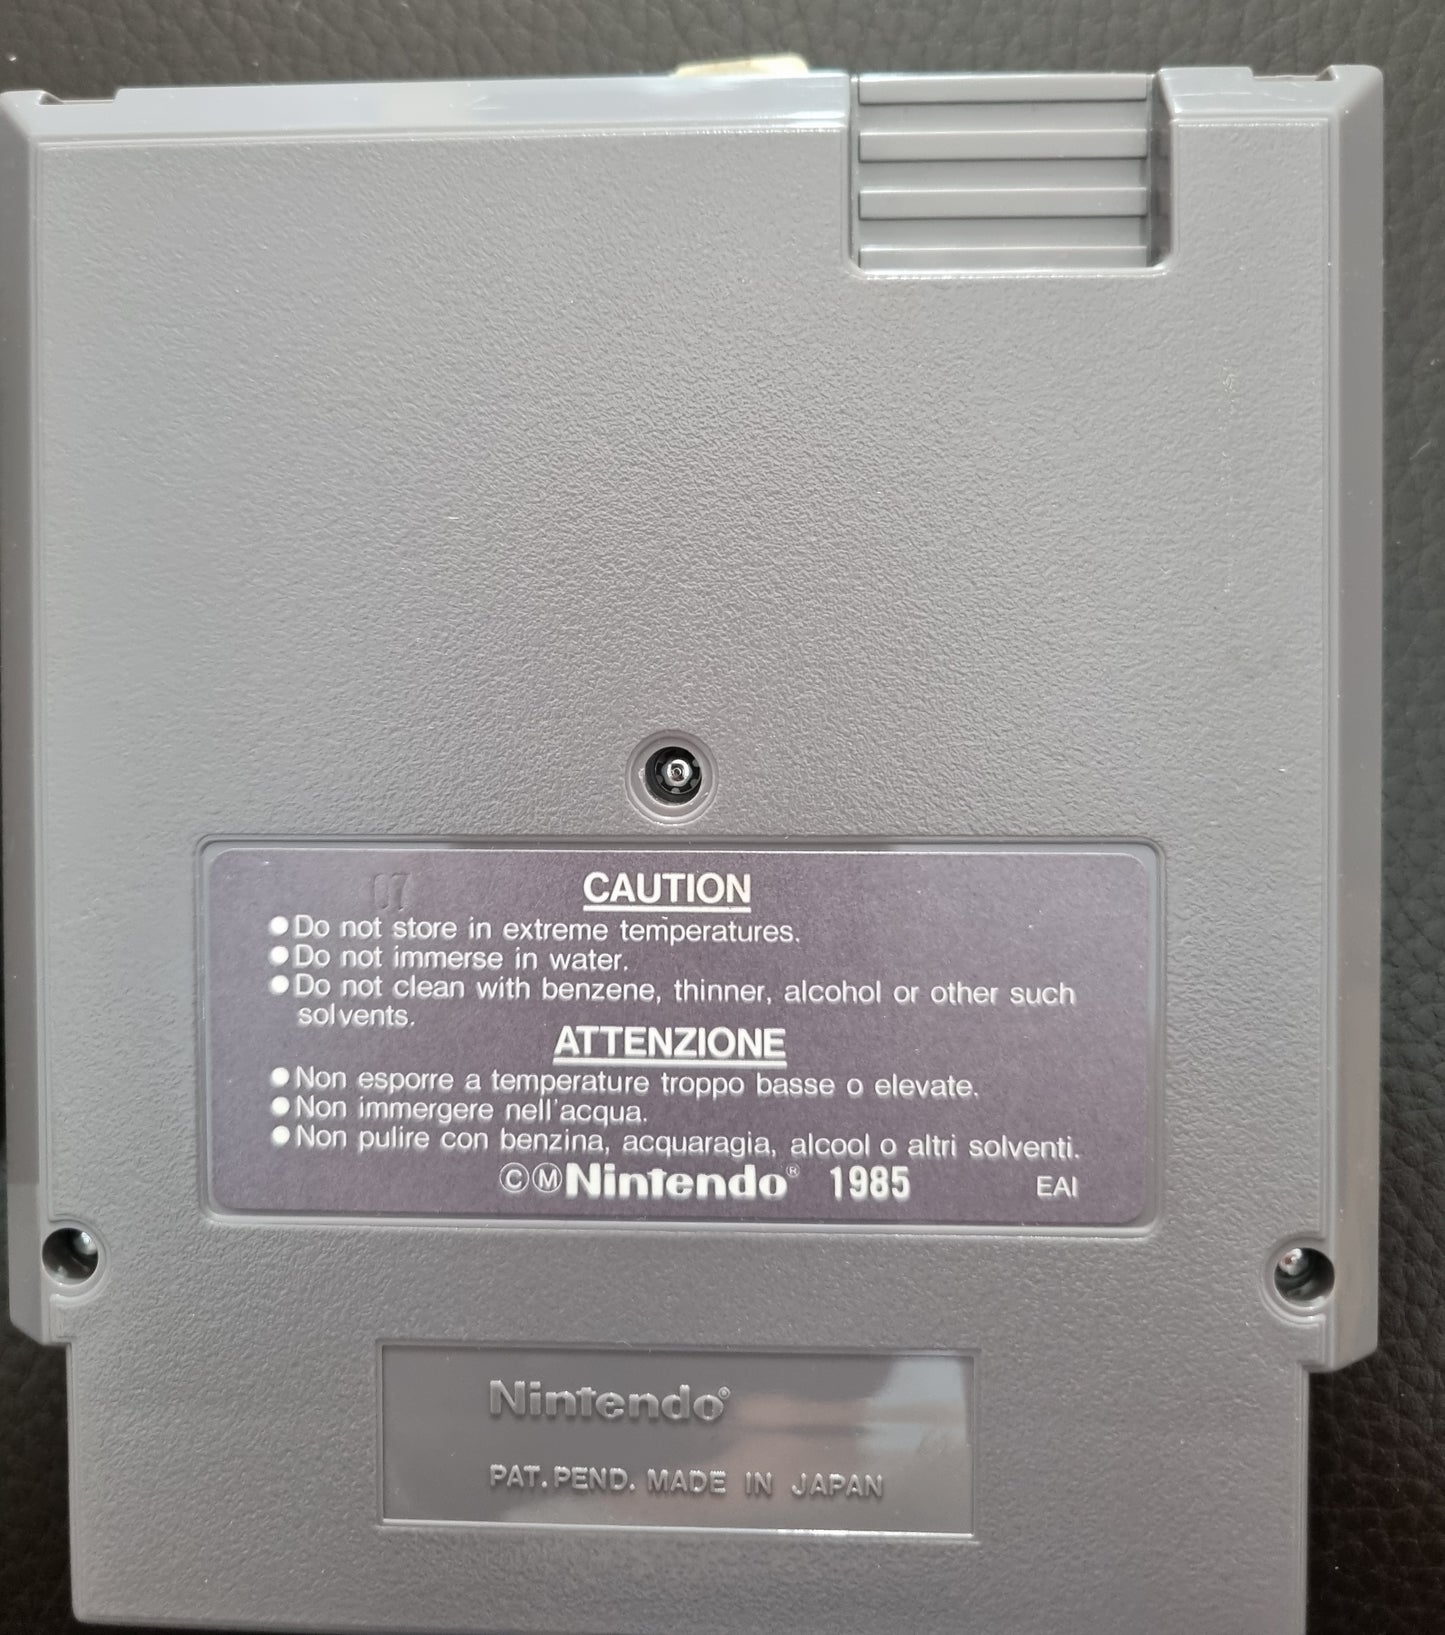 07
CAUTION
●Do not store in extreme temperatures.
●Do not immerse in water.
●Do not clean with benzene, thinner, alcohol or other such
solvents.
ATTENZIONE
●Non esporre a temperature troppo basse o elevate.
●Non immergere nell'acqua.
●Non pulire con benzina, acquaragia, alcool o altri solventi.
ⒸⓂNintendo® 1985 EAI
Nintendo®
PAT. PEND. MADE IN JAPAN